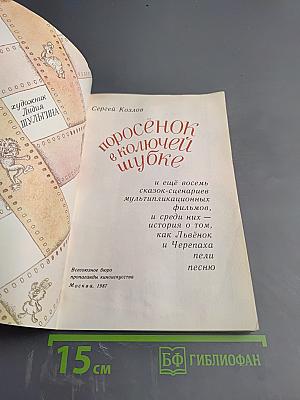 художник
Лидия
ШУЛЬГИНА
Сергей Козлов
поросёнок
в колючей
шубке
и ещё восемь
сказок-сценариев
мультипликационных
фильмов,
и среди них —
история о том,
как Львёнок
и Черепаха
пели
песню
Всесоюзное бюро
пропаганды киноискусства
Москва, 1987
15 см
БФ ГИБЛИОФАН